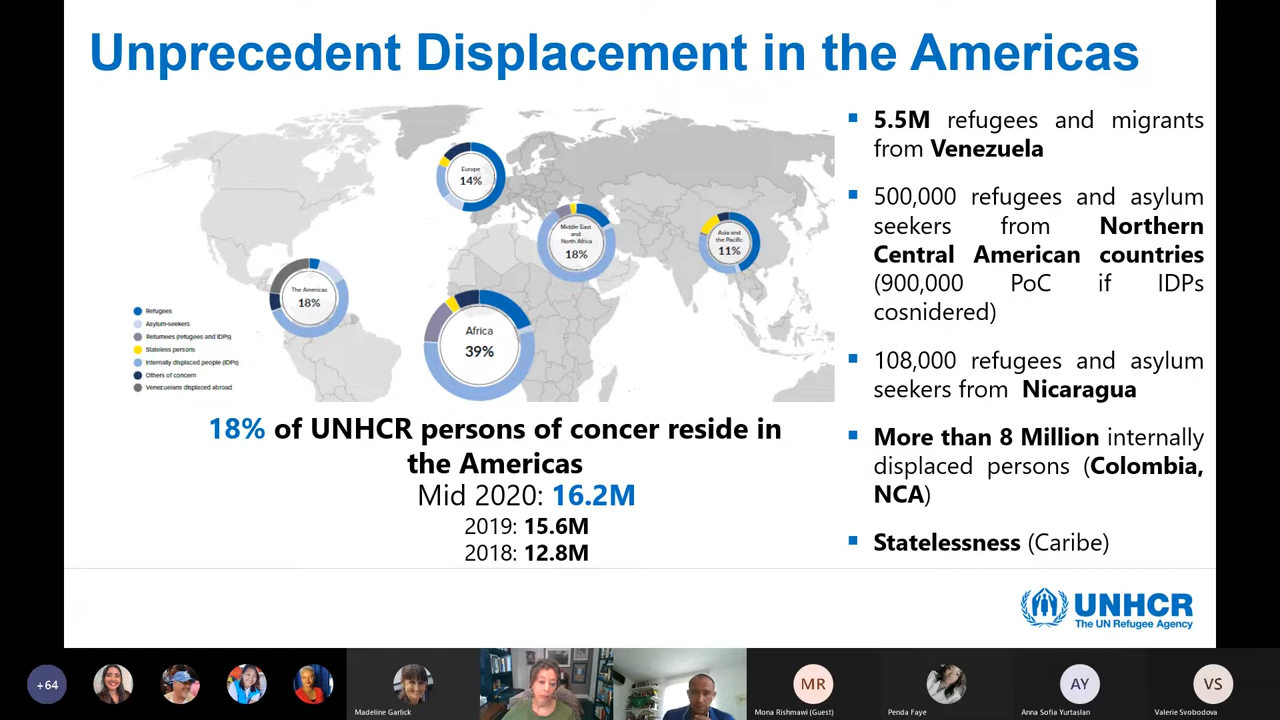 Unprecedent Displacement in the Americas
Europe
14%
Middle East
and
North Africa
18%
Asia and
the Pacific
11%
The Americas
18%
Africa
39%
Refugees
Asylum-seekers
Returnees (refugees and IDPs)
Stateless persons
Internally displaced people (IDPs)
Others of concern
Venezuelans displaced abroad
18% of UNHCR persons of concer reside in
the Americas
Mid 2020: 16.2M
2019: 15.6M
2018: 12.8M
5.5M refugees and migrants
from Venezuela
500,000 refugees and asylum
seekers from Northern
Central American countries
(900,000 PoC if IDPs
cosnidered)
108,000 refugees and asylum
seekers from Nicaragua
More than 8 Million internally
displaced persons (Colombia,
NCA)
Statelessness (Caribe)
UNHCR
The UN Refugee Agency
+64
Madeline Garlick
MR
Mona Rishmawi (Guest)
Penda Faye
AY
Anna Sofia Yurtaslan
VS
Valerie Svobodova